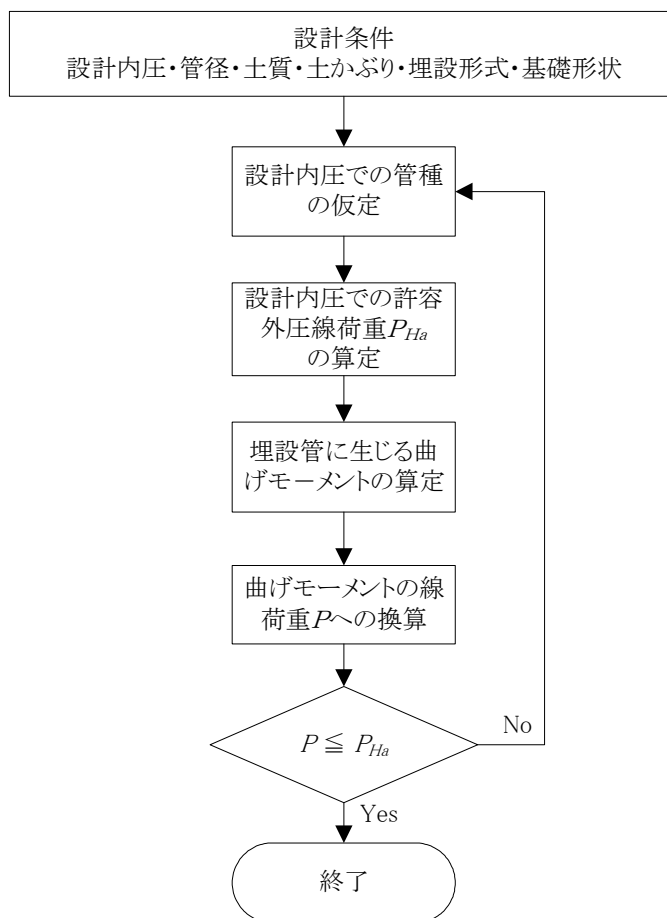 設計条件
設計内圧・管径・土質・土かぶり・埋設形式・基礎形状
設計内圧での管種
の仮定
設計内圧での許容
外圧線荷重PHa
の算定
埋設管に生じる曲
げモーメントの算定
曲げモーメントの線
荷重Pへの換算
P ≦ PHa
No
Yes
終了